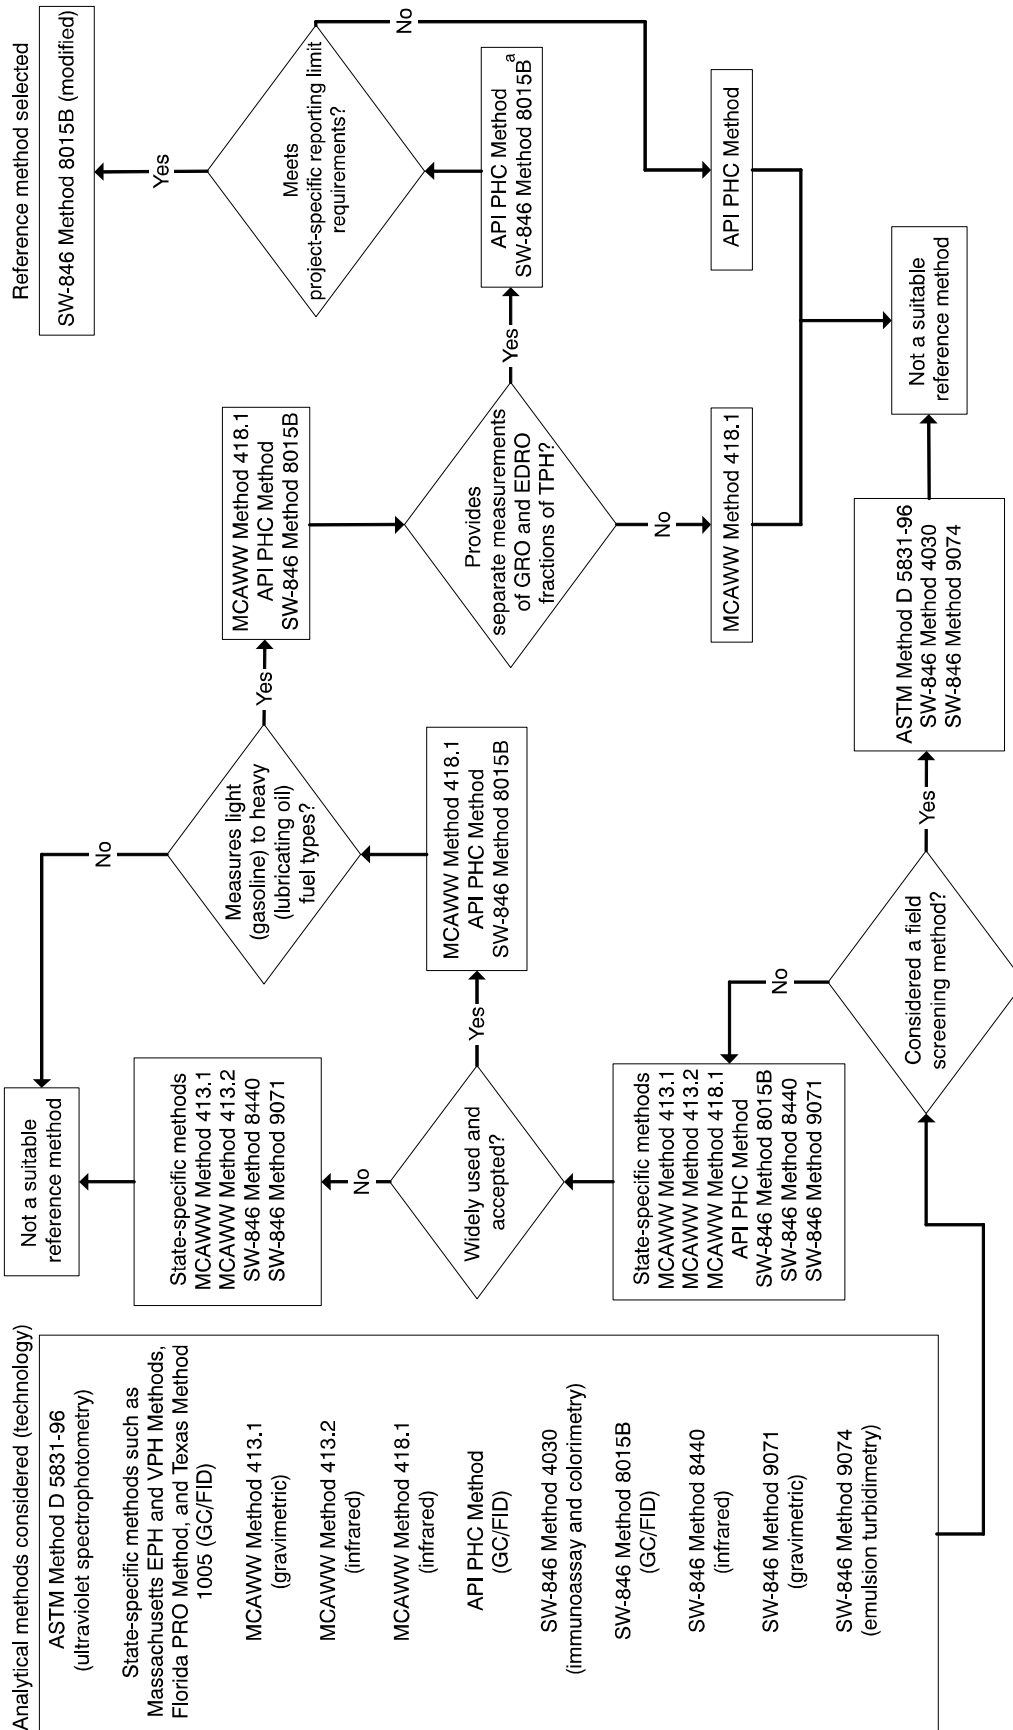 Analytical methods considered (technology)
ASTM Method D 5831-96
(ultraviolet spectrophotometry)
State-specific methods such as
Massachusetts EPH and VPH Methods,
Florida PRO Method, and Texas Method
1005 (GC/FID)
MCAWW Method 413.1
(gravimetric)
MCAWW Method 413.2
(infrared)
MCAWW Method 418.1
(infrared)
API PHC Method
(GC/FID)
SW-846 Method 4030
(immunoassay and colorimetry)
SW-846 Method 8015B
(GC/FID)
SW-846 Method 8440
(infrared)
SW-846 Method 9071
(gravimetric)
SW-846 Method 9074
(emulsion turbidimetry)
Considered a field
screening method?
Yes
ASTM Method D 5831-96
SW-846 Method 4030
SW-846 Method 9074
Not a suitable
reference method
No
State-specific methods
MCAWW Method 413.1
MCAWW Method 413.2
MCAWW Method 418.1
API PHC Method
SW-846 Method 8015B
SW-846 Method 8440
SW-846 Method 9071
Widely used and
accepted?
No
State-specific methods
MCAWW Method 413.1
MCAWW Method 413.2
SW-846 Method 8440
SW-846 Method 9071
Not a suitable
reference method
Yes
MCAWW Method 418.1
API PHC Method
SW-846 Method 8015B
Measures light
(gasoline) to heavy
(lubricating oil)
fuel types?
No
Yes
MCAWW Method 418.1
API PHC Method
SW-846 Method 8015B
Provides
separate measurements
of GRO and EDRO
fractions of TPH?
No
MCAWW Method 418.1
Yes
API PHC Method
SW-846 Method 8015B a
Meets
project-specific reporting limit
requirements?
No
API PHC Method
Yes
Reference method selected
SW-846 Method 8015B (modified)